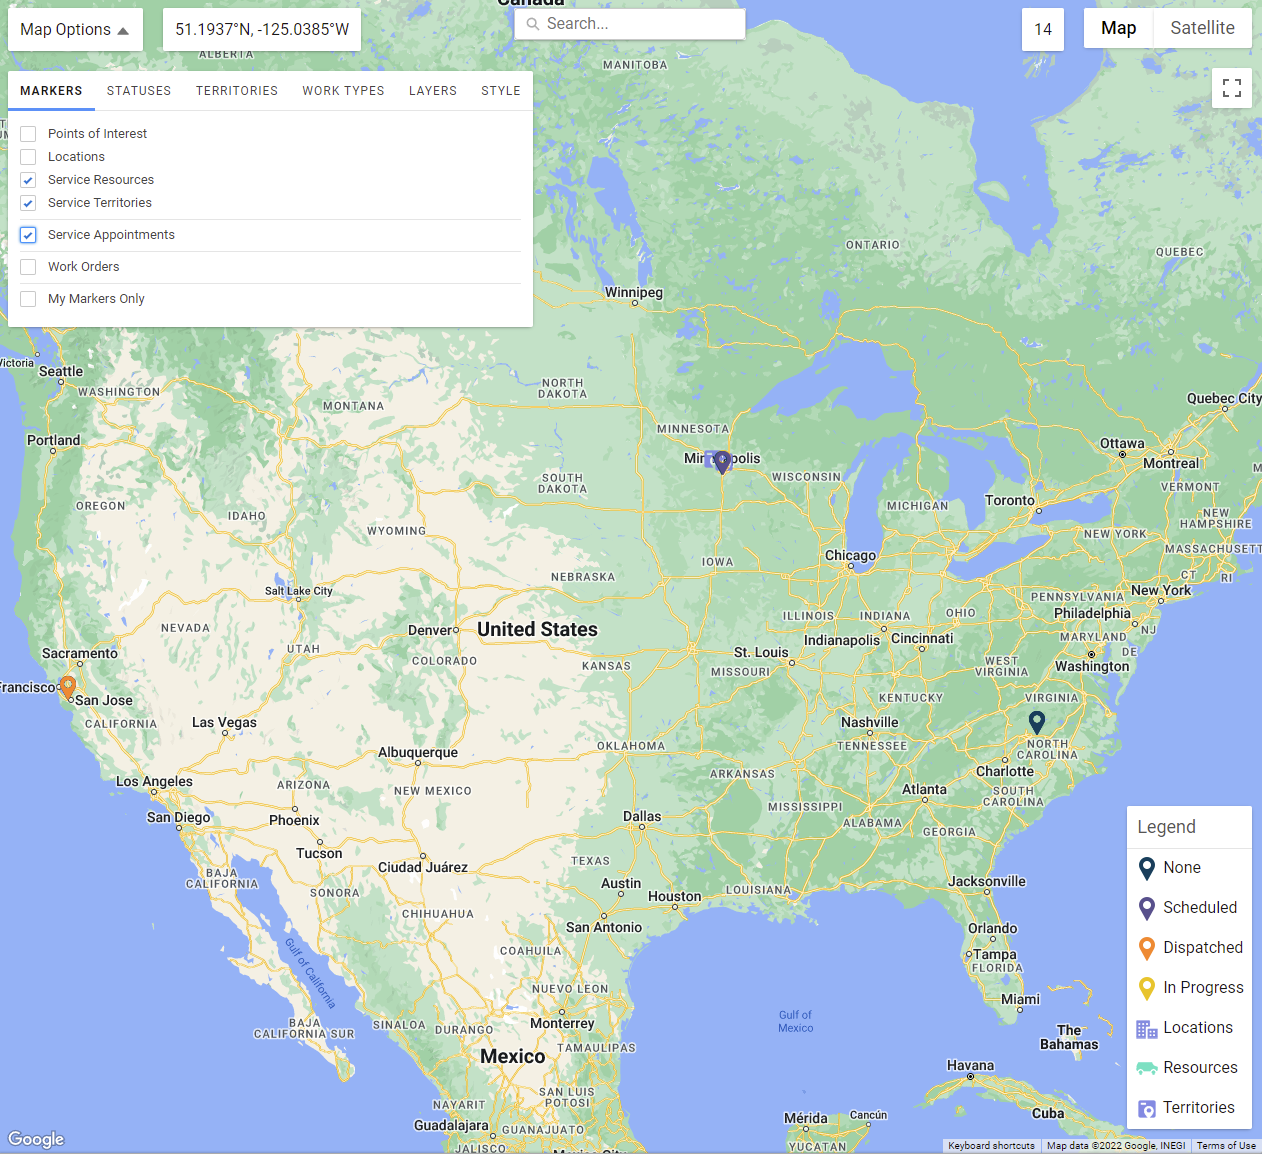 Canada
Map Options
51.1937°N, -125.0385°W
Search...
14
Map
Satellite
ALBERTA
MANITOBA
MARKERS
STATUSES
TERRITORIES
WORK TYPES
LAYERS
STYLE
Points of Interest
Locations
Service Resources
Service Territories
Service Appointments
Work Orders
My Markers Only
ONTARIO
QUEBEC
Winnipeg
Victoria
Seattle
WASHINGTON
NORTH
DAKOTA
MONTANA
Quebec City
MINNESOTA
Portland
Ottawa
Montreal
WISCONSIN
SOUTH
DAKOTA
VERMONT
OREGON
IDAHO
MICHIGAN
Toronto
NEW
HAMPSHIRE
WYOMING
NEW YORK
MASSACHUSETT
Chicago
IOWA
NEBRASKA
CT
RI
Salt Lake City
PENNSYLVANIA
New York
ILLINOIS
INDIANA
OHIO
Philadelphia
NEVADA
Denver
United States
Indianapolis
Cincinnati
MARYLAND
NJ
UTAH
Sacramento
COLORADO
KANSAS
St. Louis
MISSOURI
WEST
VIRGINIA
DE
Washington
Francisco
San Jose
KENTUCKY
VIRGINIA
CALIFORNIA
Las Vegas
Nashville
Albuquerque
OKLAHOMA
TENNESSEE
NORTH
CAROLINA
Charlotte
Los Angeles
ARIZONA
NEW MEXICO
ARKANSAS
Atlanta
SOUTH
CAROLINA
San Diego
Phoenix
Dallas
MISSISSIPPI
ALABAMA
GEORGIA
Tucson
Ciudad Juárez
TEXAS
BAJA
CALIFORNIA
SONORA
Austin
Houston
LOUISIANA
Jacksonville
CHIHUAHUA
San Antonio
Orlando
Gulf of California
COAHUILA
Tampa
FLORIDA
NUEVO LEON
Miami
BAJA
CALIFORNIA SUR
SINALOA
DURANGO
Monterrey
Gulf of
Mexico
The
Bahamas
Mexico
TAMAULIPAS
Havana
SAN LUIS
POTOSI
NAYARIT
Guadalajara
GUANAJUATO
Mérida
Cancún
Cuba
JALISCO
YUCATAN
Legend
None
Scheduled
Dispatched
In Progress
Locations
Resources
Territories
Google
Keyboard shortcuts
Map data ©2022 Google, INEGI
Terms of Use